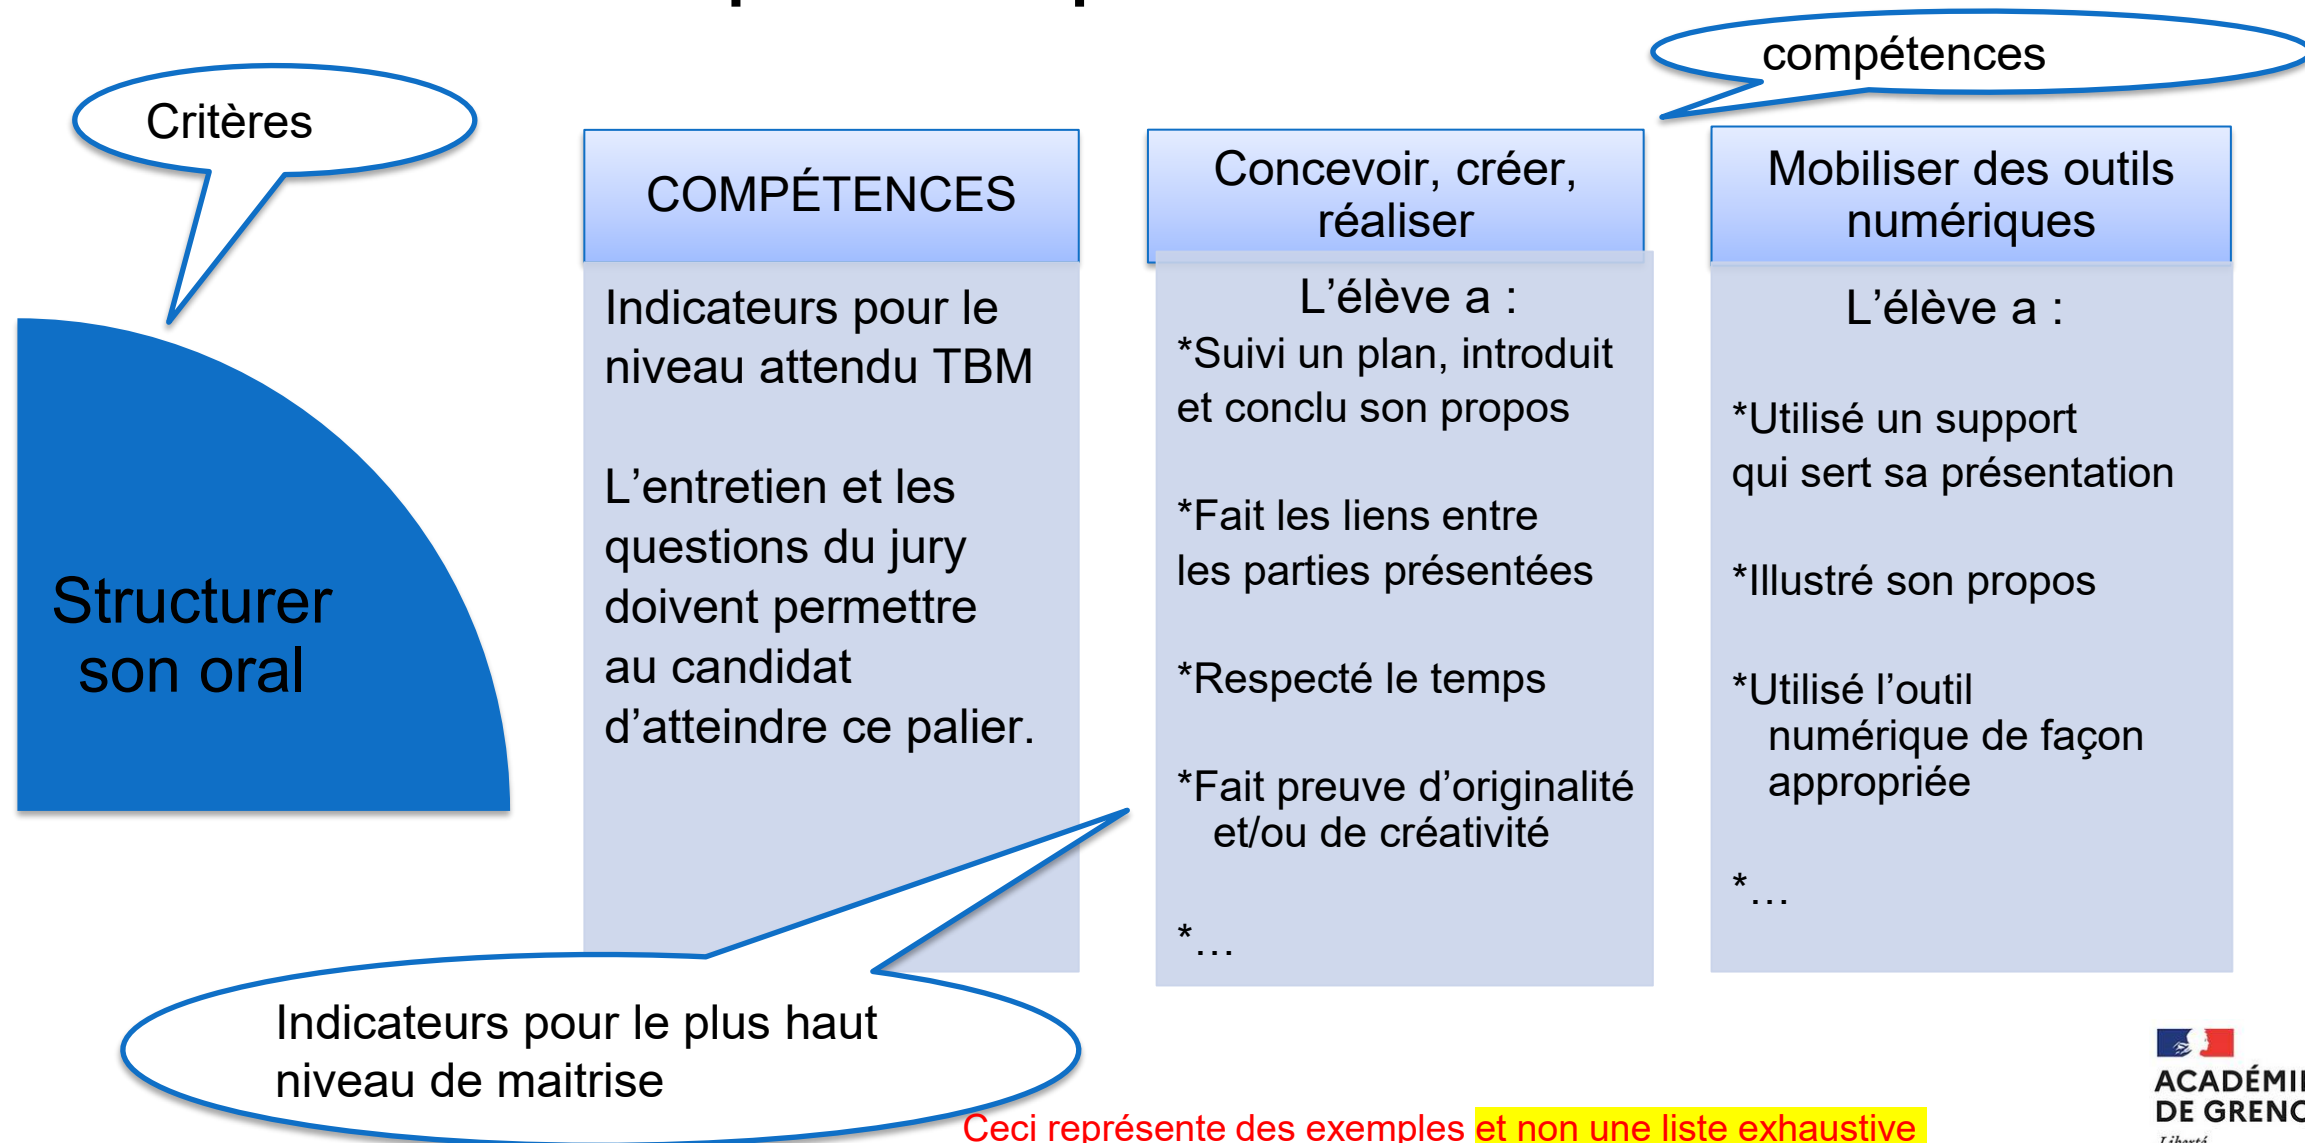 compétences
Critères
COMPÉTENCES
Concevoir, créer,
réaliser
Mobiliser des outils
numériques
Structurer
son oral
Indicateurs pour le
niveau attendu TBM
L’entretien et les
questions du jury
doivent permettre
au candidat
d’atteindre ce palier.
L’élève a :
*Suivi un plan, introduit
et conclu son propos
*Fait les liens entre
les parties présentées
*Respecté le temps
*Fait preuve d’originalité
et/ou de créativité
*…
L’élève a :
*Utilisé un support
qui sert sa présentation
*Illustré son propos
*Utilisé l’outil
numérique de façon
appropriée
*…
Indicateurs pour le plus haut
niveau de maitrise
Ceci représente des exemples et non une liste exhaustive
ACADÉMI
DE GRENO
Liberté